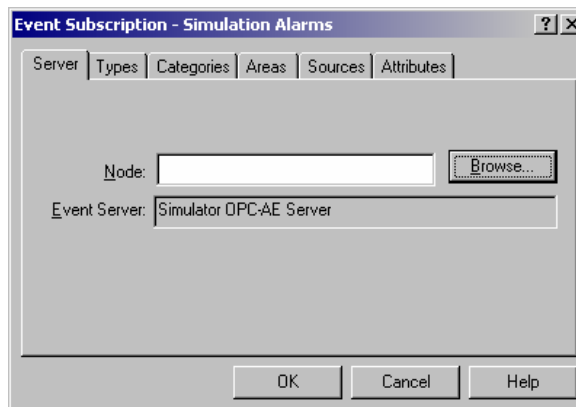 Event Subscription - Simulation Alarms ? ×
Server Types Categories Areas Sources Attributes
Node: Browse...
Event Server: Simulator OPC-AE Server
OK Cancel Help